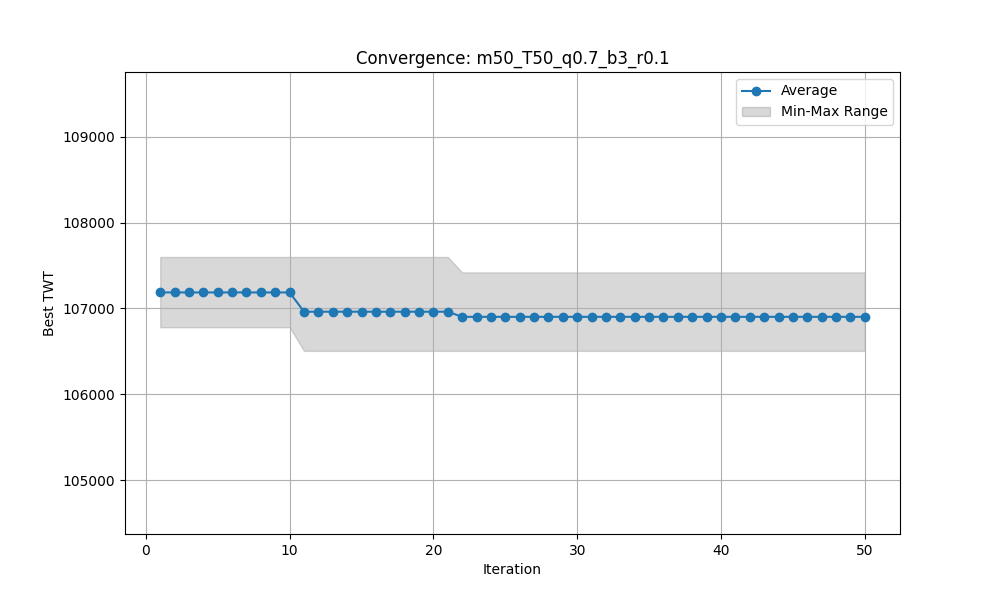 Convergence: m50_T50_q0.7_b3_r0.1
Average
Min-Max Range
109000
108000
107000
106000
105000
Best TWT
0 10 20 30 40 50
Iteration